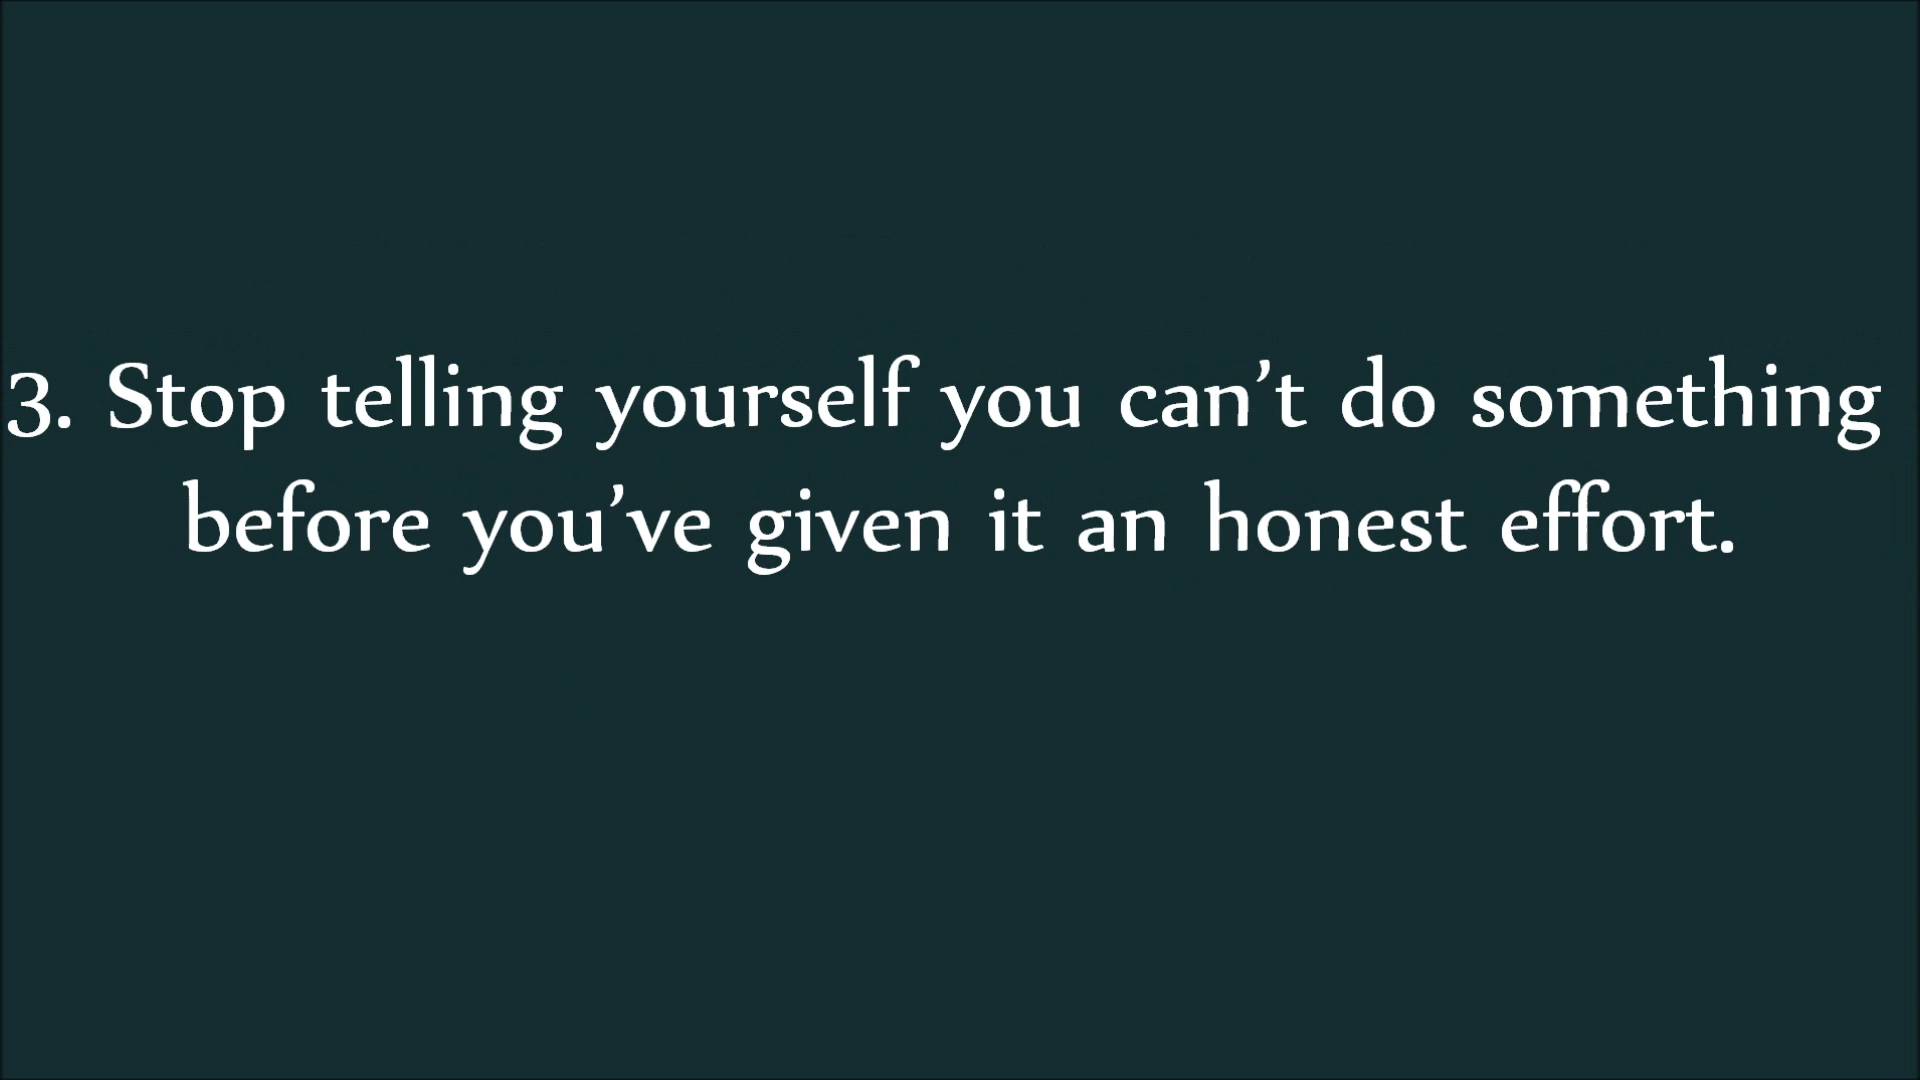 3. Stop telling yourself you can’t do something
before you’ve given it an honest effort.